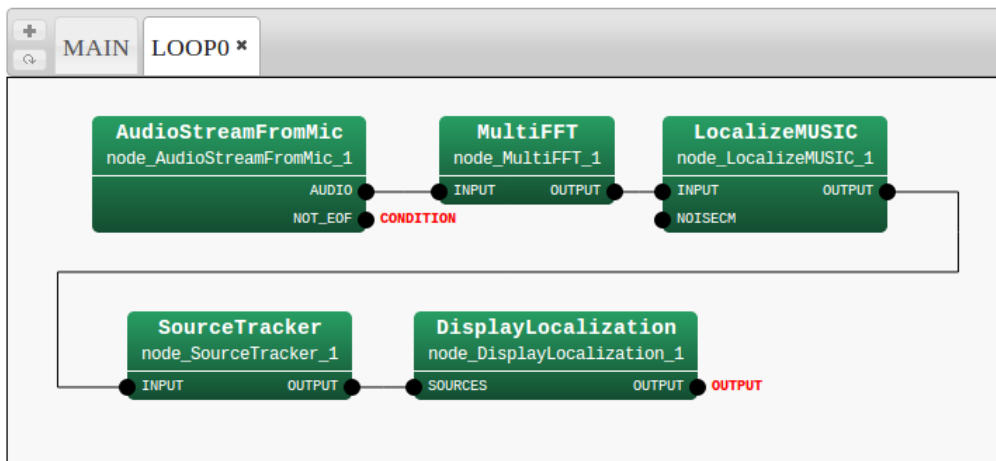 MAIN
LOOP0 ✖
AudioStreamFromMic
node_AudioStreamFromMic_1
AUDIO
NOT_EOF
CONDITION
MultiFFT
node_MultiFFT_1
INPUT OUTPUT
LocalizeMUSIC
node_LocalizeMUSIC_1
INPUT OUTPUT
NOISECM
SourceTracker
node_SourceTracker_1
INPUT OUTPUT
DisplayLocalization
node_DisplayLocalization_1
SOURCES OUTPUT
OUTPUT